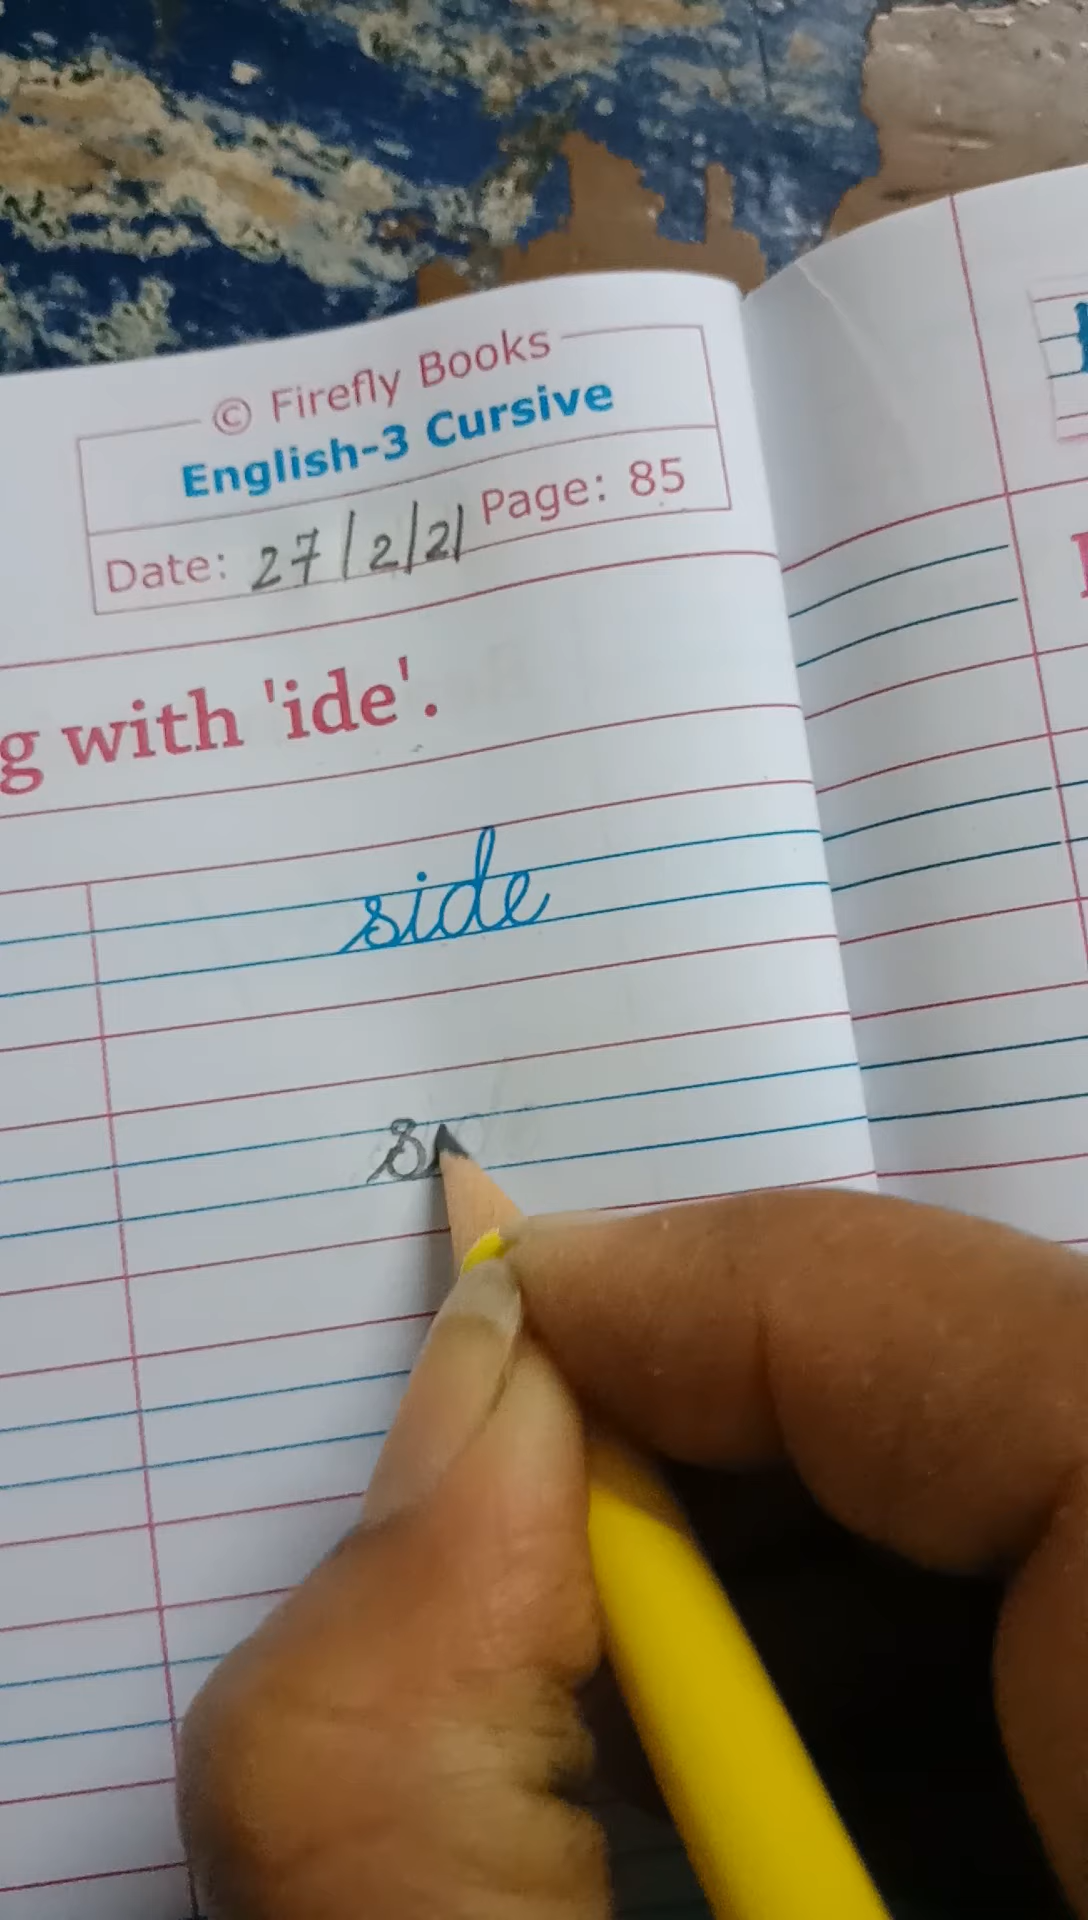 © Firefly Books
English-3 Cursive
Date: 27/2/21 Page: 85
g with 'ide'.
side
s